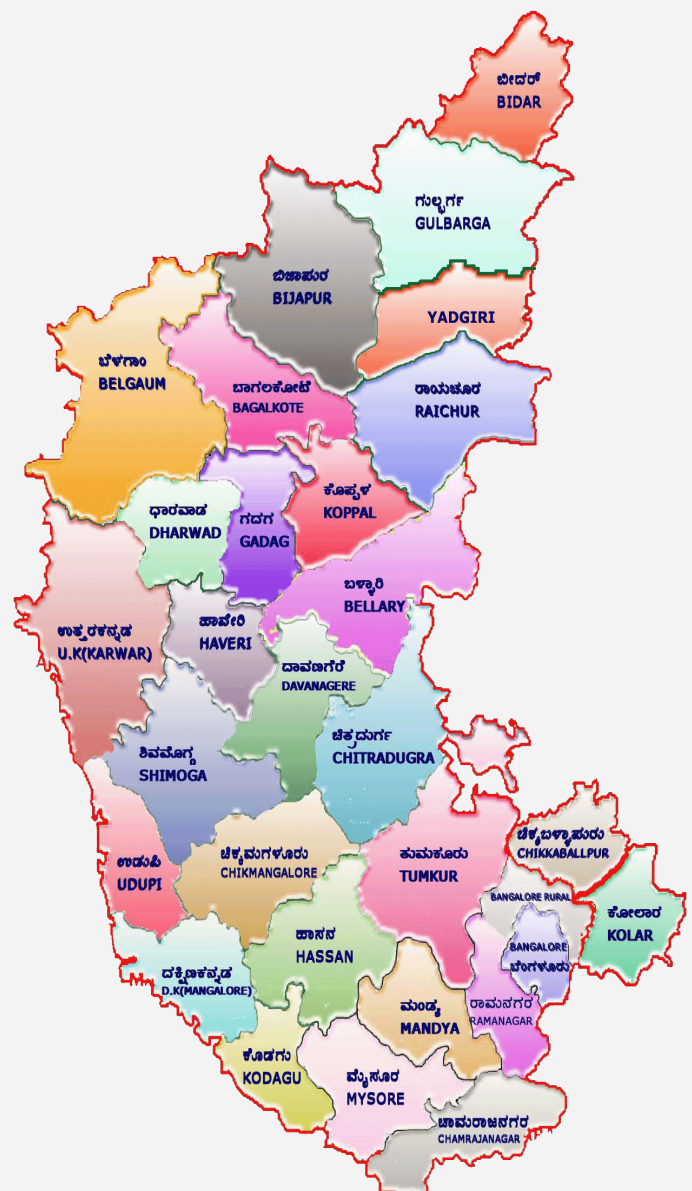 ಬೀದರ್
BIDAR
ಗುಲ್ಬರ್ಗ
GULBARGA
ಬಿಜಾಪುರ
BIJAPUR
YADGIRI
ಬೆಳಗಾಂ
BELGAUM
ಬಾಗಲಕೋಟೆ
BAGALKOTE
ರಾಯಚೂರ
RAICHUR
ಧಾರವಾಡ
DHARWAD
ಗದಗ
GADAG
ಕೊಪ್ಪಳ
KOPPAL
ಬಳ್ಳಾರಿ
BELLARY
ಉತ್ತರಕನ್ನಡ
U.K(KARWAR)
ಹಾವೇರಿ
HAVERI
ದಾವಣಗೆರೆ
DAVANAGERE
ಶಿವಮೊಗ್ಗ
SHIMOGA
ಚಿತ್ರದುರ್ಗ
CHITRADUGRA
ಉಡುಪಿ
UDUPI
ಚಿಕ್ಕಮಗಳೂರು
CHIKMANGALORE
ತುಮಕೂರು
TUMKUR
ಚಿಕ್ಕಬಳ್ಳಾಪುರು
CHIKKABALLPUR
BANGALORE RURAL
ಕೋಲಾರ
KOLAR
ಹಾಸನ
HASSAN
BANGALORE
ಬೆಂಗಳೂರು
ದಕ್ಷಿಣಕನ್ನಡ
D.K(MANGALORE)
ಮಂಡ್ಯ
MANDYA
ರಾಮನಗರ
RAMANAGAR
ಕೊಡಗು
KODAGU
ಮೈಸೂರ
MYSORE
ಚಾಮರಾಜನಗರ
CHAMRAJANAGAR